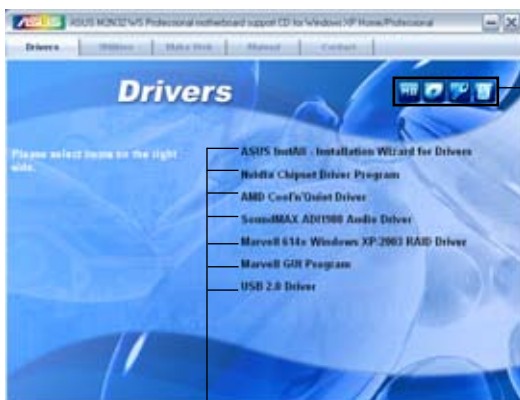 ASUS M2N32 WS Professional motherboard support CD for Windows XP Home/Professional
Drivers Utilities Make Disk Manual Contact
Drivers
Please select items on the right
side.
ASUS InstAll - Installation Wizard for Drivers
Nvidia Chipset Driver Program
AMD Cool'n'Quiet Driver
SoundMAX ADI1988 Audio Driver
Marvell 614x Windows XP/2003 RAID Driver
Marvell GUI Program
USB 2.0 Driver